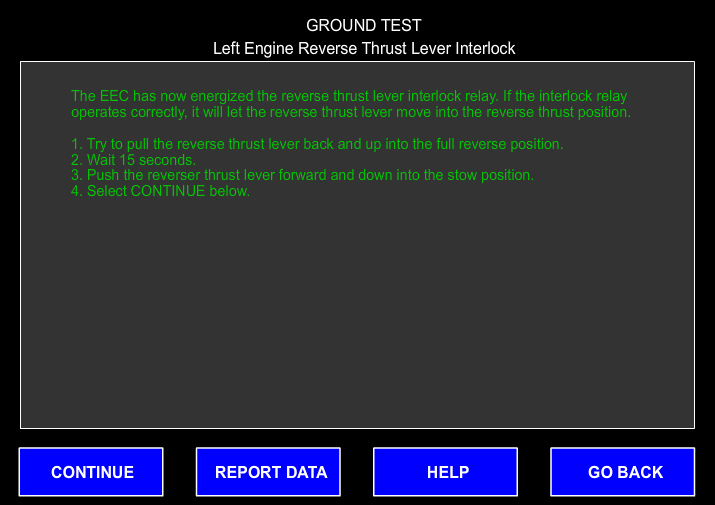 GROUND TEST
Left Engine Reverse Thrust Lever Interlock
The EEC has now energized the reverse thrust lever interlock relay. If the interlock relay
operates correctly, it will let the reverse thrust lever move into the reverse thrust position.
1. Try to pull the reverse thrust lever back and up into the full reverse position.
2. Wait 15 seconds.
3. Push the reverser thrust lever forward and down into the stow position.
4. Select CONTINUE below.
CONTINUE
REPORT DATA
HELP
GO BACK